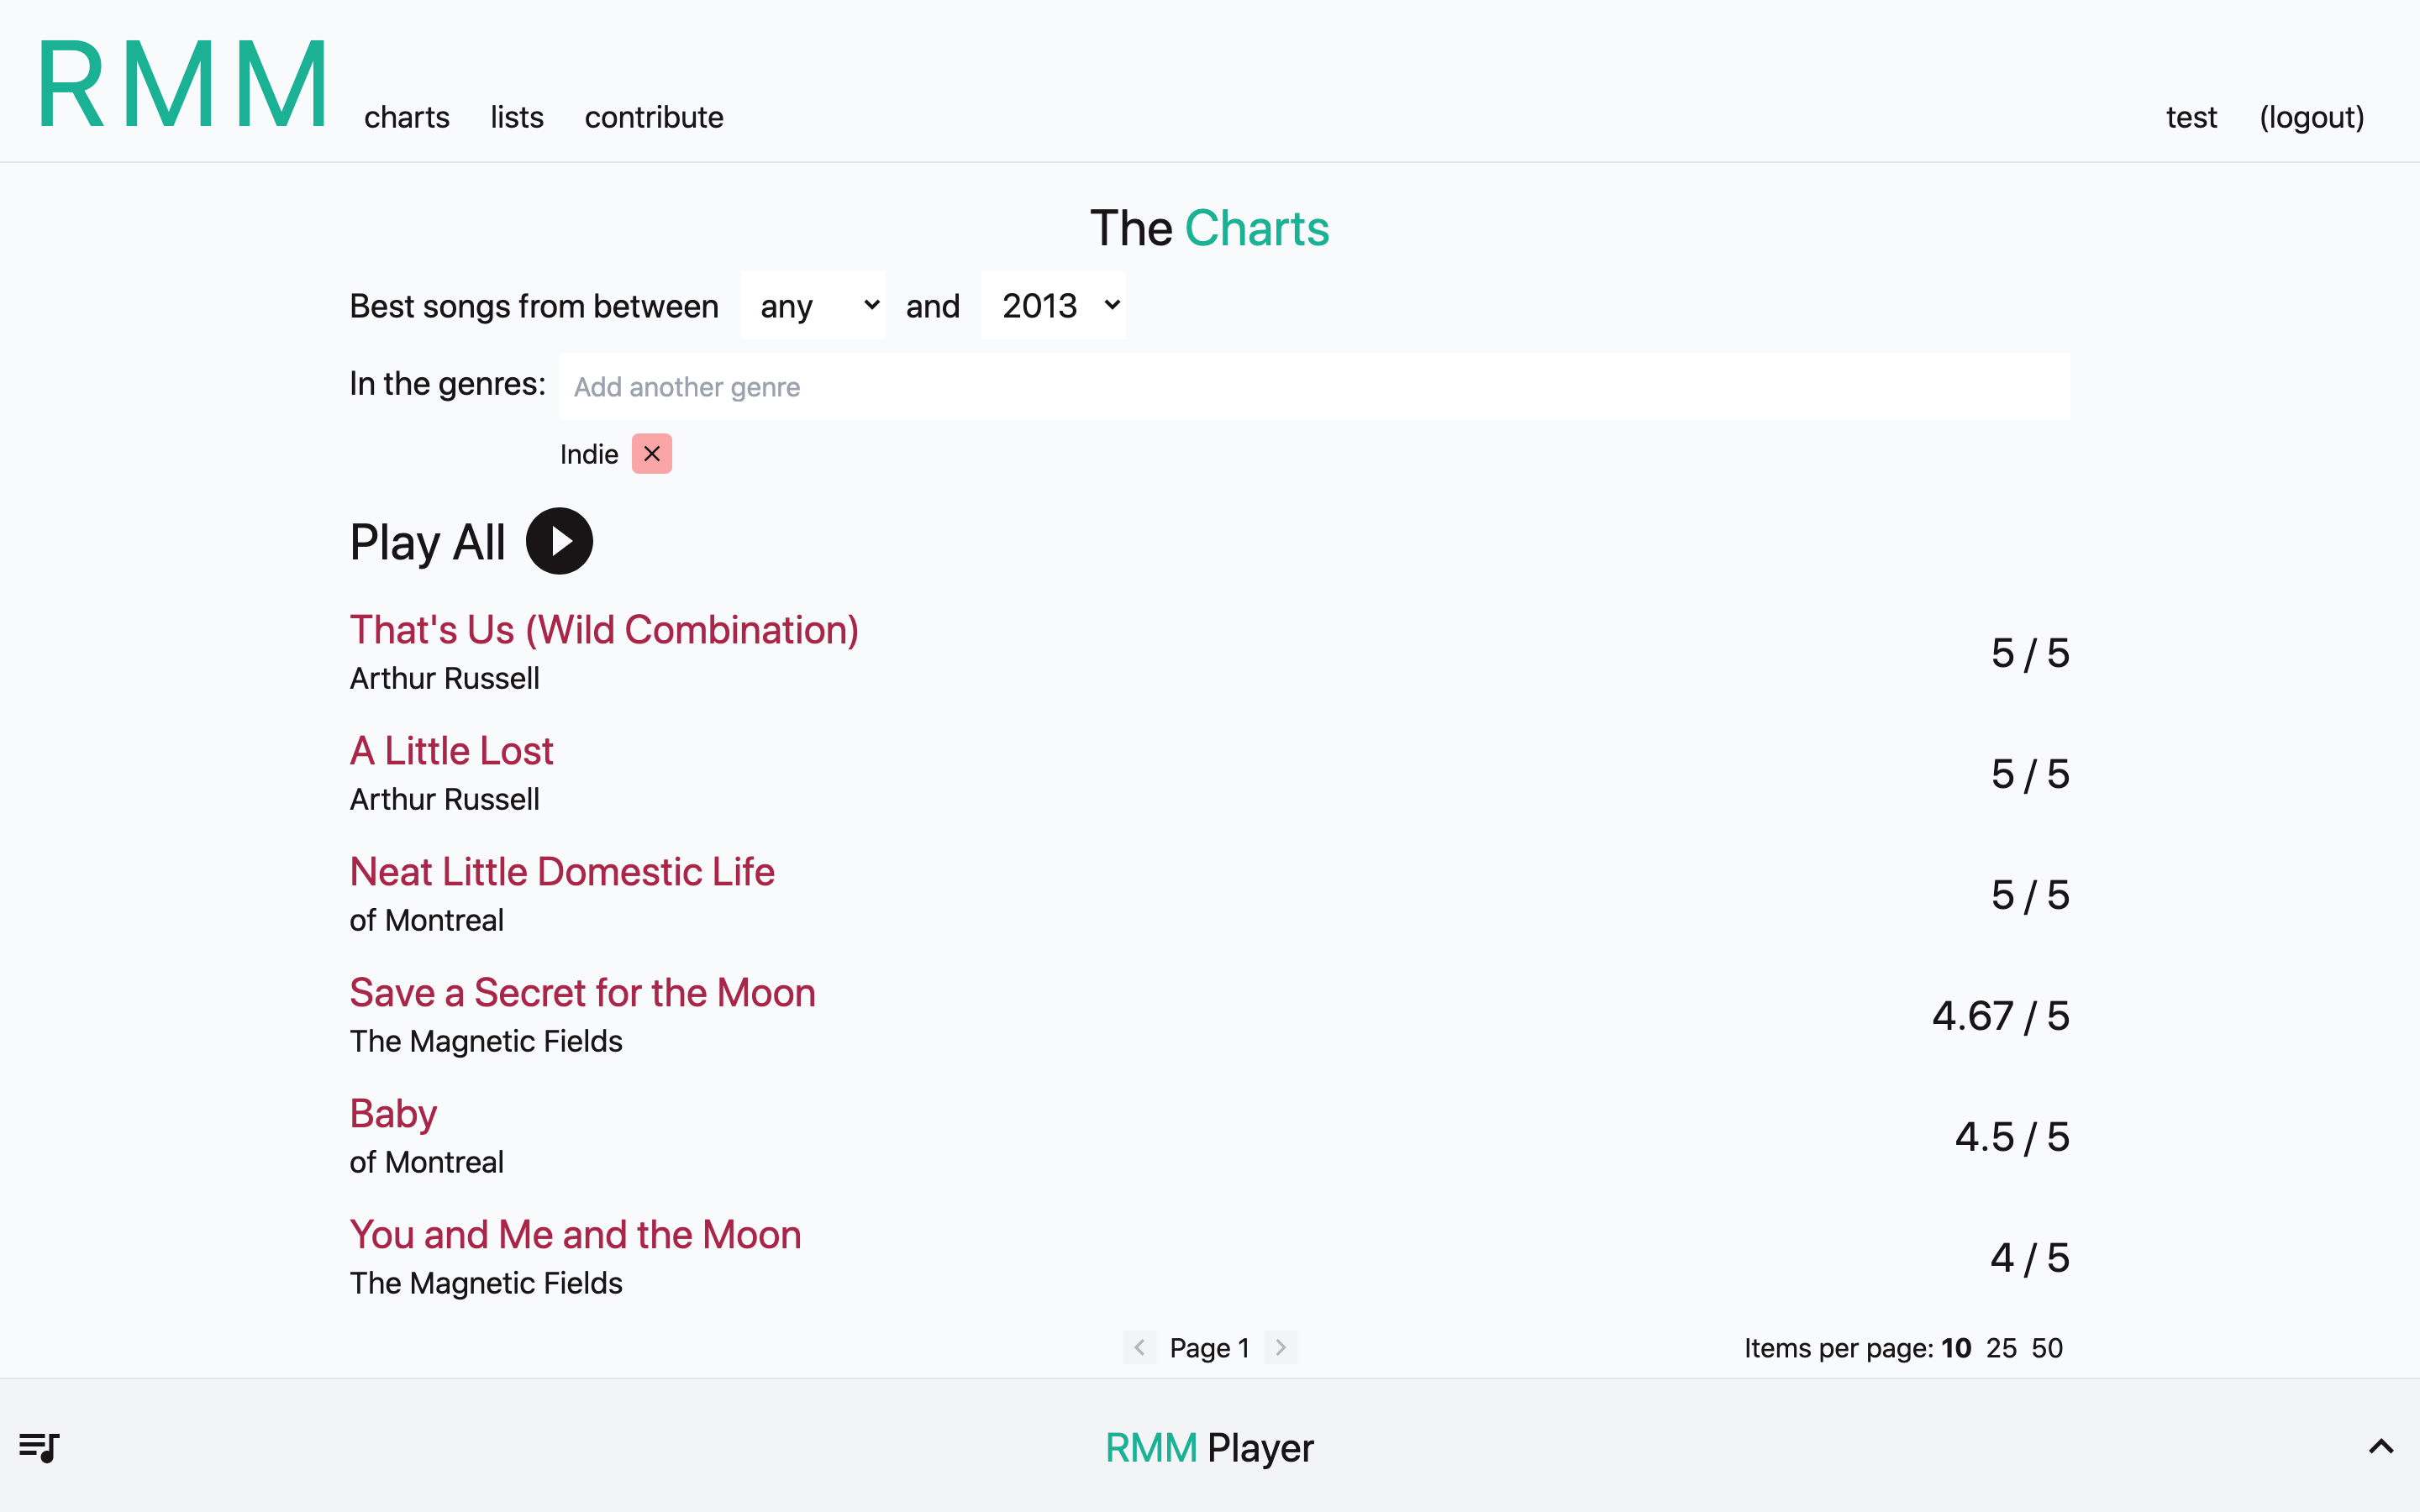 RMM charts lists contribute test (logout)
The Charts
Best songs from between any and 2013
In the genres: Add another genre
Indie
Play All
That's Us (Wild Combination)
Arthur Russell
5 / 5
A Little Lost
Arthur Russell
5 / 5
Neat Little Domestic Life
of Montreal
5 / 5
Save a Secret for the Moon
The Magnetic Fields
4.67 / 5
Baby
of Montreal
4.5 / 5
You and Me and the Moon
The Magnetic Fields
4 / 5
Page 1
Items per page: 10 25 50
RMM Player